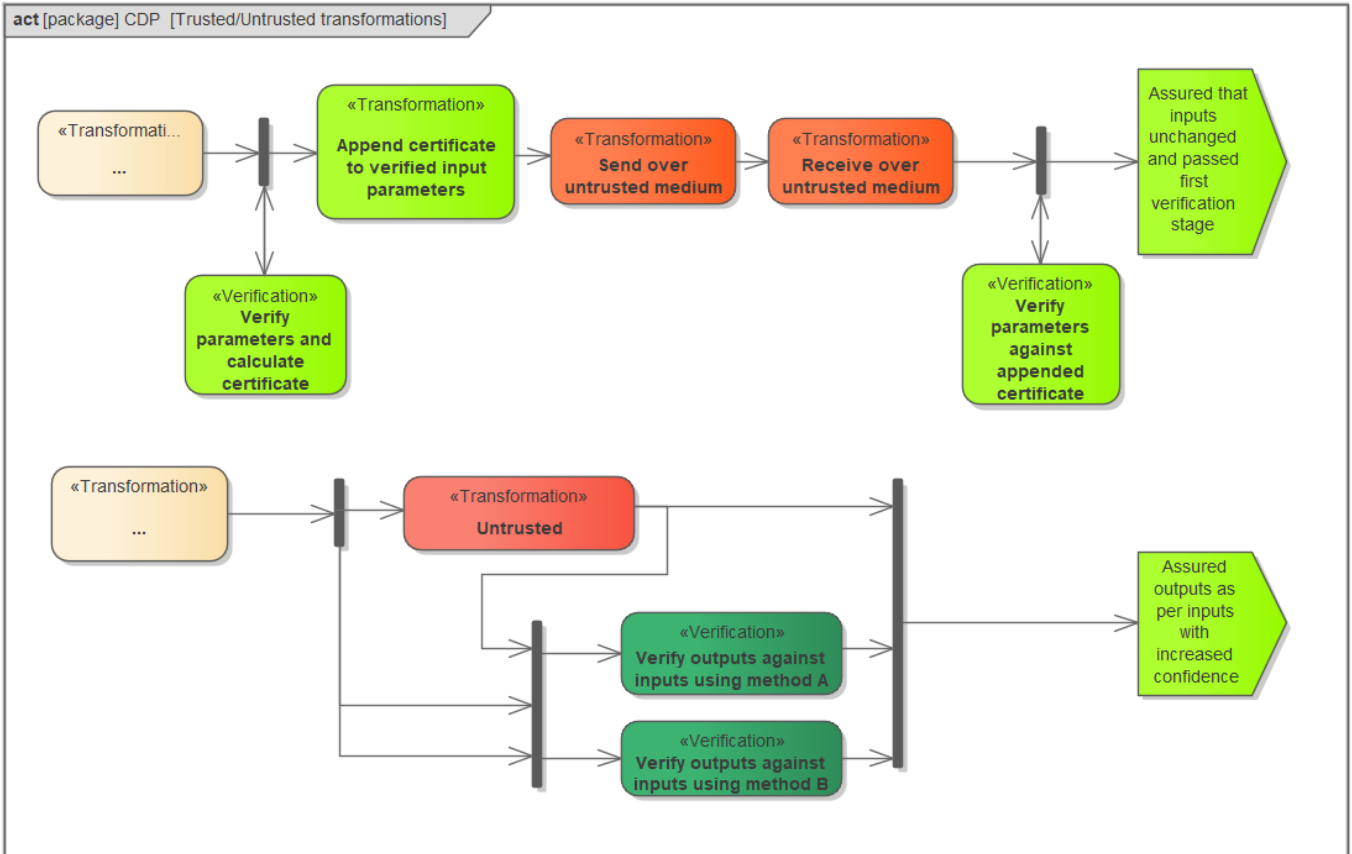 act [package] CDP [Trusted/Untrusted transformations]
«Transformati...
...
«Transformation»
Append certificate
to verified input
parameters
«Transformation»
Send over
untrusted medium
«Transformation»
Receive over
untrusted medium
Assured that
inputs
unchanged
and passed
first
verification
stage
«Verification»
Verify
parameters and
calculate
certificate
«Verification»
Verify
parameters
against
appended
certificate
«Transformation»
...
«Transformation»
Untrusted
«Verification»
Verify outputs against
inputs using method A
«Verification»
Verify outputs against
inputs using method B
Assured
outputs as
per inputs
with
increased
confidence